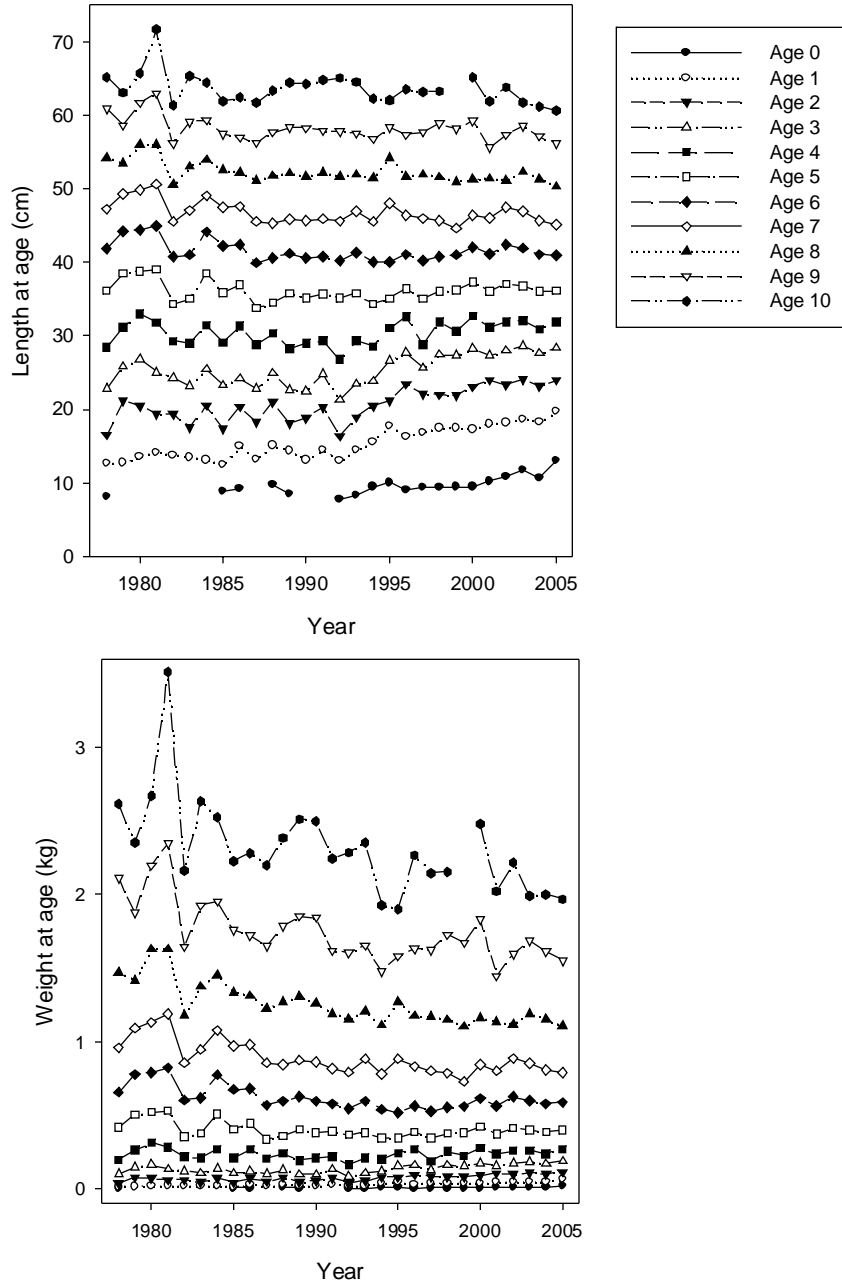 70
60
50
40
30
20
10
0
Length at age (cm)
1980 1985 1990 1995 2000 2005
Year
Age 0
Age 1
Age 2
Age 3
Age 4
Age 5
Age 6
Age 7
Age 8
Age 9
Age 10
3
2
1
0
Weight at age (kg)
1980 1985 1990 1995 2000 2005
Year